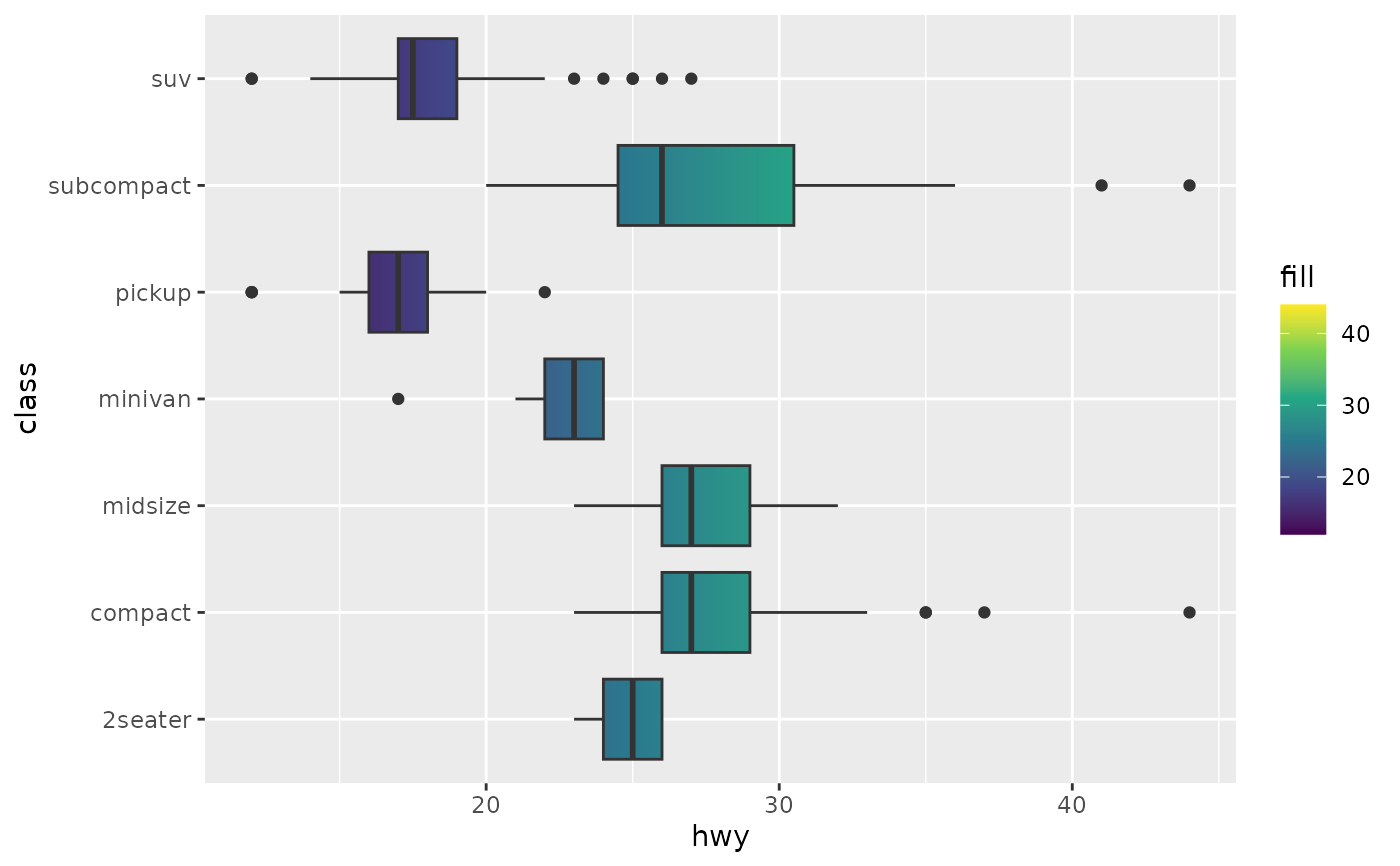 suv
subcompact
pickup
minivan
midsize
compact
2seater
class
20 30 40
hwy
fill
40
30
20